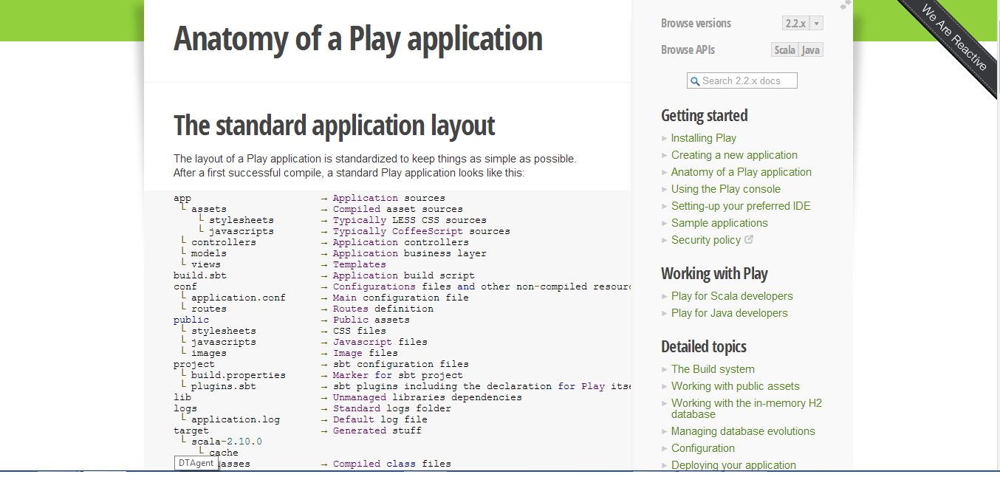 Anatomy of a Play application
The standard application layout
The layout of a Play application is standardized to keep things as simple as possible.
After a first successful compile, a standard Play application looks like this:
app → Application sources
└ assets → Compiled asset sources
└ stylesheets → Typically LESS CSS sources
└ javascripts → Typically CoffeeScript sources
└ controllers → Application controllers
└ models → Application business layer
└ views → Templates
build.sbt → Application build script
conf → Configurations files and other non-compiled resourc
└ application.conf → Main configuration file
└ routes → Routes definition
public → Public assets
└ stylesheets → CSS files
└ javascripts → Javascript files
└ images → Image files
project → sbt configuration files
└ build.properties → Marker for sbt project
└ plugins.sbt → sbt plugins including the declaration for Play itse
lib → Unmanaged libraries dependencies
logs → Standard logs folder
└ application.log → Default log file
target → Generated stuff
└ scala-2.10.0
└ cache
asses → Compiled class files
DTAgent
Browse versions 2.2.x
Browse APIs Scala Java
Search 2.2.x docs
Getting started
Installing Play
Creating a new application
Anatomy of a Play application
Using the Play console
Setting-up your preferred IDE
Sample applications
Security policy
Working with Play
Play for Scala developers
Play for Java developers
Detailed topics
The Build system
Working with public assets
Working with the in-memory H2
database
Managing database evolutions
Configuration
Deploying your application
We Are Reactive